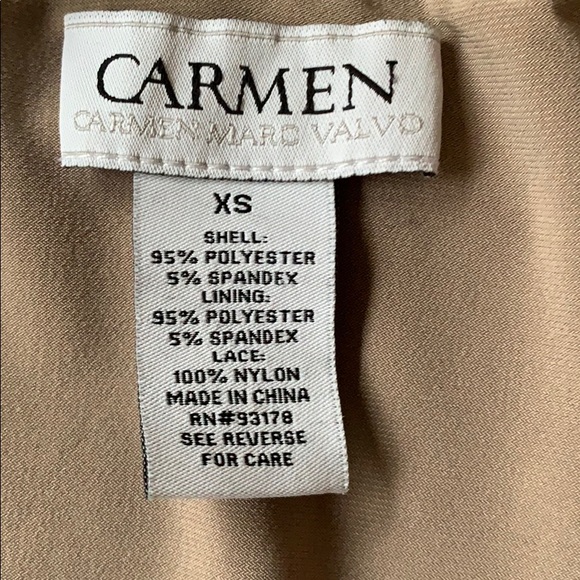 CARMEN
CARMEN MARC VALVO
XS
SHELL:
95% POLYESTER
5% SPANDEX
LINING:
95% POLYESTER
5% SPANDEX
LACE:
100% NYLON
MADE IN CHINA
RN#93178
SEE REVERSE
FOR CARE